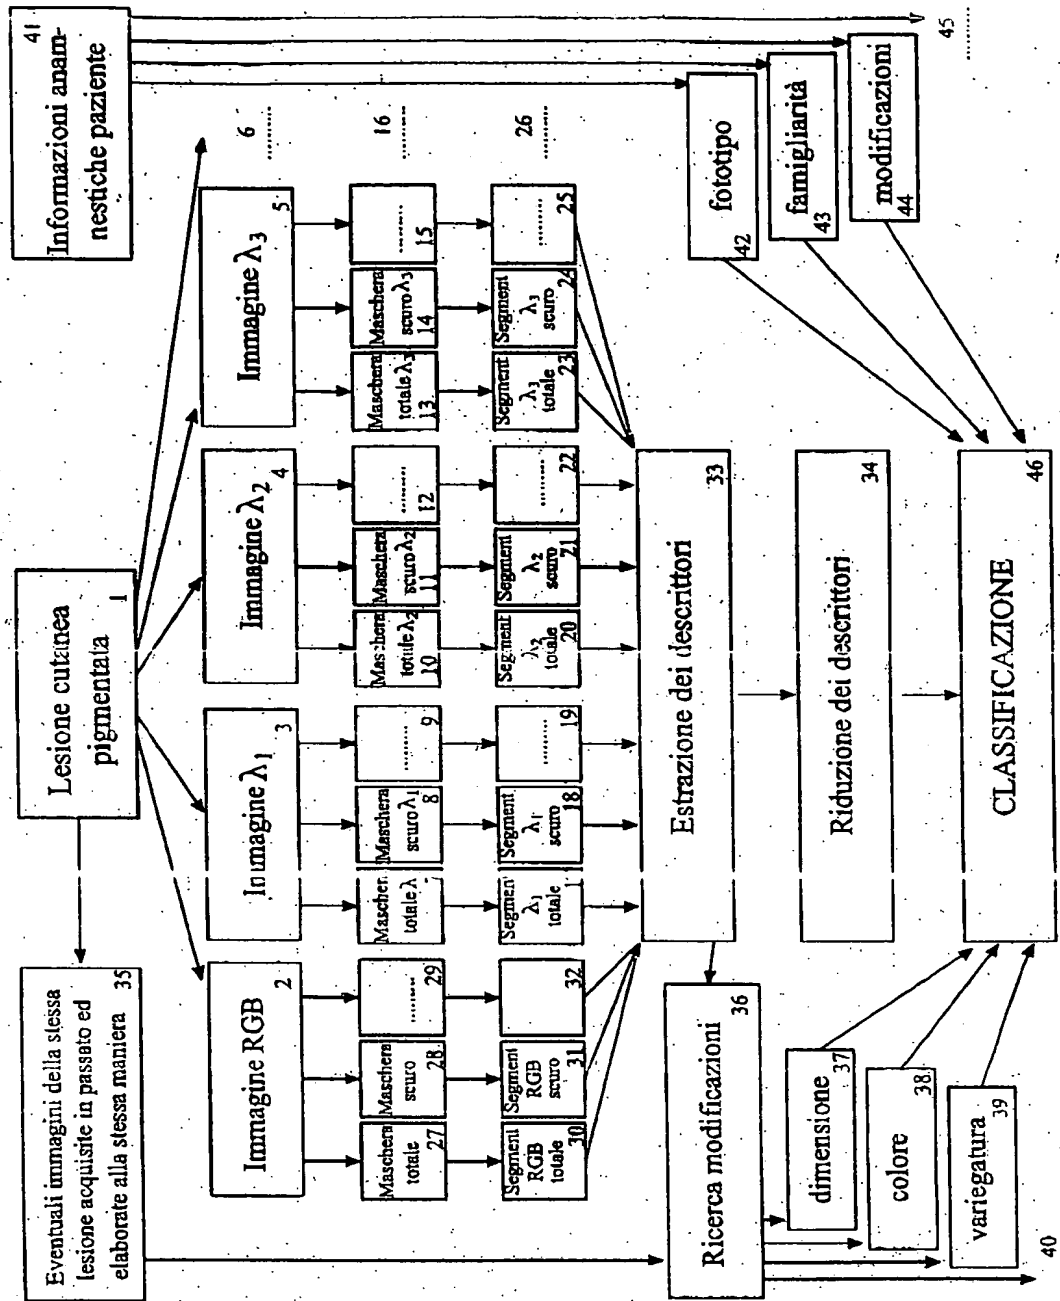 Eventuali immagini della stessa
lesione acquisite in passato ed
elaborate alla stessa maniera
35
Lesione cutanea
pigmentata
1
41
Informazioni anam-
nestiche paziente
Immagine RGB
2
Immagine λ1
3
Immagine λ2
4
Immagine λ3
5
6
.........
Maschera
totale
27
Maschera
scuro
28
.........
29
Mascher
totale λ
Maschera
scuro λ1
8
.........
9
Maschera
totale λ2
10
Maschera
scuro λ2
11
.........
12
Maschera
totale λ3
13
Maschera
scuro λ3
14
.........
15
16
.........
Segment
RGB
totale
30
Segment
RGB
scuro
31
32
Segment
λ1
totale
Segment
λ1
scuro
18
.........
19
Segment
λ2
totale
20
Segment
λ2
scuro
21
.........
22
Segment
λ3
totale
23
Segment
λ3
scuro
24
.........
25
26
.........
Ricerca modificazioni
36
Estrazione dei descrittori
33
fototipo
42
famigliarità
43
modificazioni
44
45
.........
dimensione
37
colore
38
variegatura
39
40
Riduzione dei descrittori
34
CLASSIFICAZIONE
46